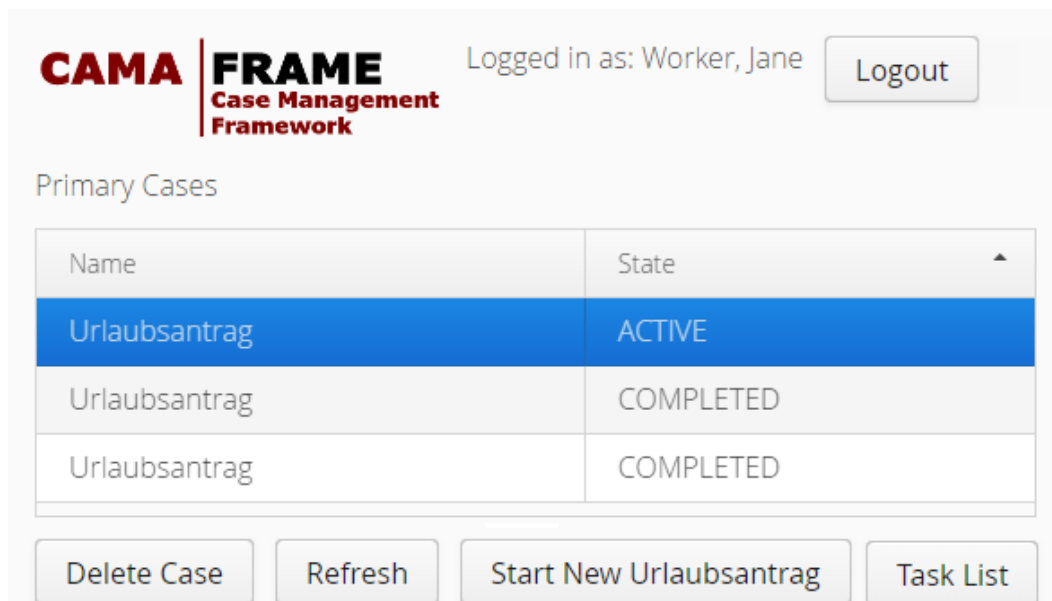 CAMA FRAME Logged in as: Worker, Jane Logout
Case Management
Framework
Primary Cases
Name State
Urlaubsantrag ACTIVE
Urlaubsantrag COMPLETED
Urlaubsantrag COMPLETED
Delete Case Refresh Start New Urlaubsantrag Task List